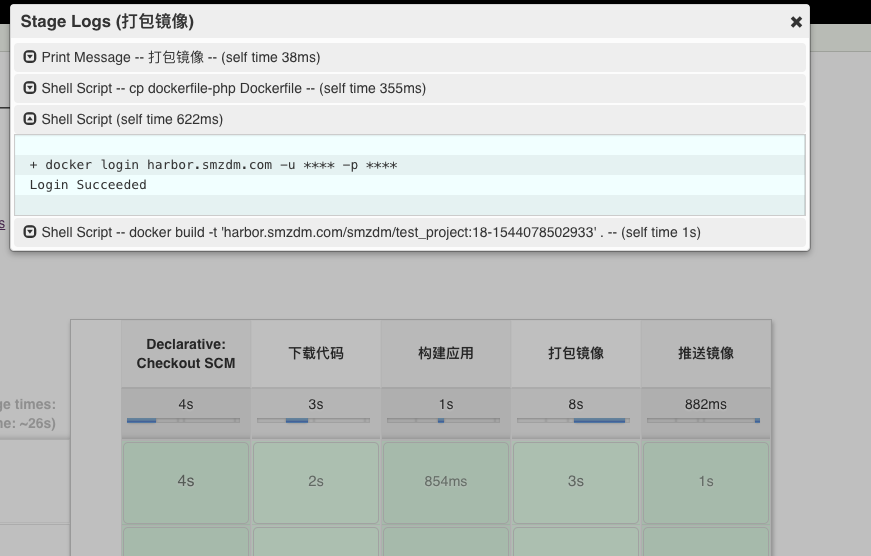 Stage Logs (打包镜像)
Print Message -- 打包镜像 -- (self time 38ms)
Shell Script -- cp dockerfile-php Dockerfile -- (self time 355ms)
Shell Script (self time 622ms)
+ docker login harbor.smzdm.com -u **** -p ****
Login Succeeded
s
Shell Script -- docker build -t 'harbor.smzdm.com/smzdm/test_project:18-1544078502933' . -- (self time 1s)
Declarative:
Checkout SCM
下载代码
构建应用
打包镜像
推送镜像
ge times:
ne: ~26s)
4s
3s
1s
8s
882ms
4s
2s
854ms
3s
1s